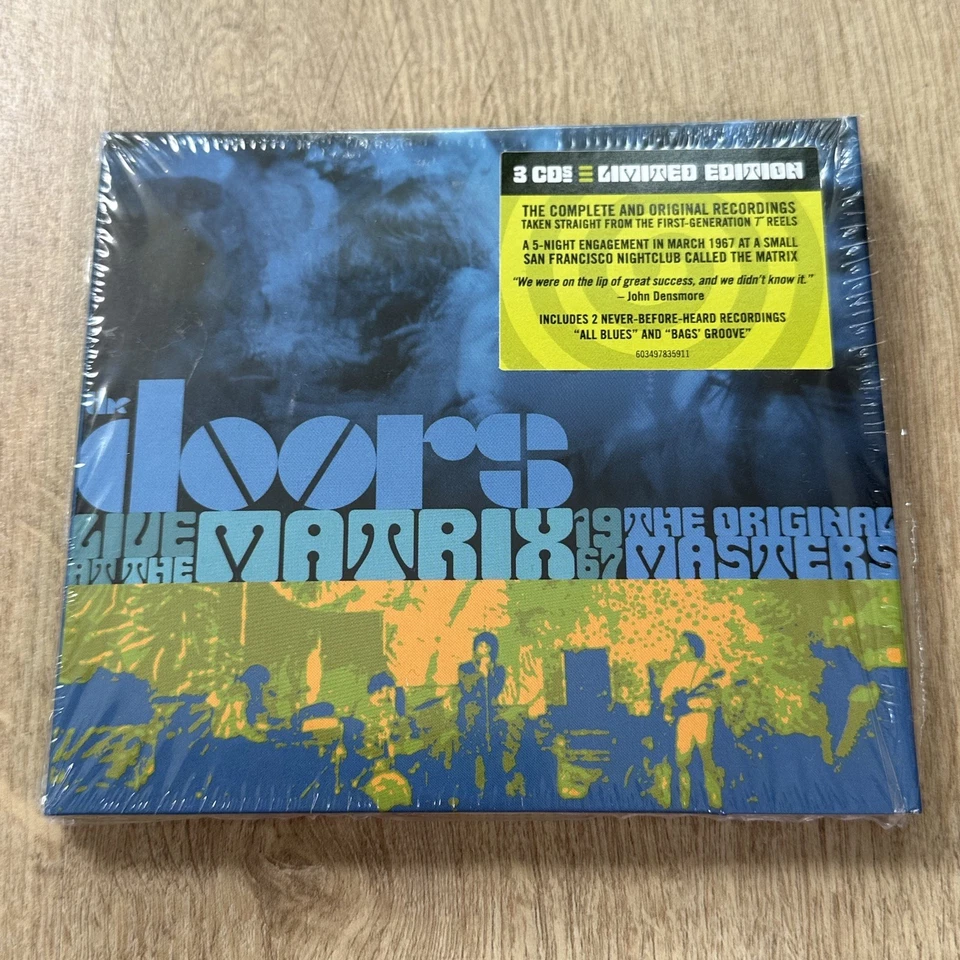 3 CDs LIMITED EDITION
THE COMPLETE AND ORIGINAL RECORDINGS
TAKEN STRAIGHT FROM THE FIRST-GENERATION 7" REELS
A 5-NIGHT ENGAGEMENT IN MARCH 1967 AT A SMALL
SAN FRANCISCO NIGHTCLUB CALLED THE MATRIX
“We were on the lip of great success, and we didn’t know it.”
– John Densmore
INCLUDES 2 NEVER-BEFORE-HEARD RECORDINGS
“ALL BLUES” AND “BAGS’ GROOVE”
603497835911
the
doors
LIVE AT THE MATRIX 1967 THE ORIGINAL MASTERS